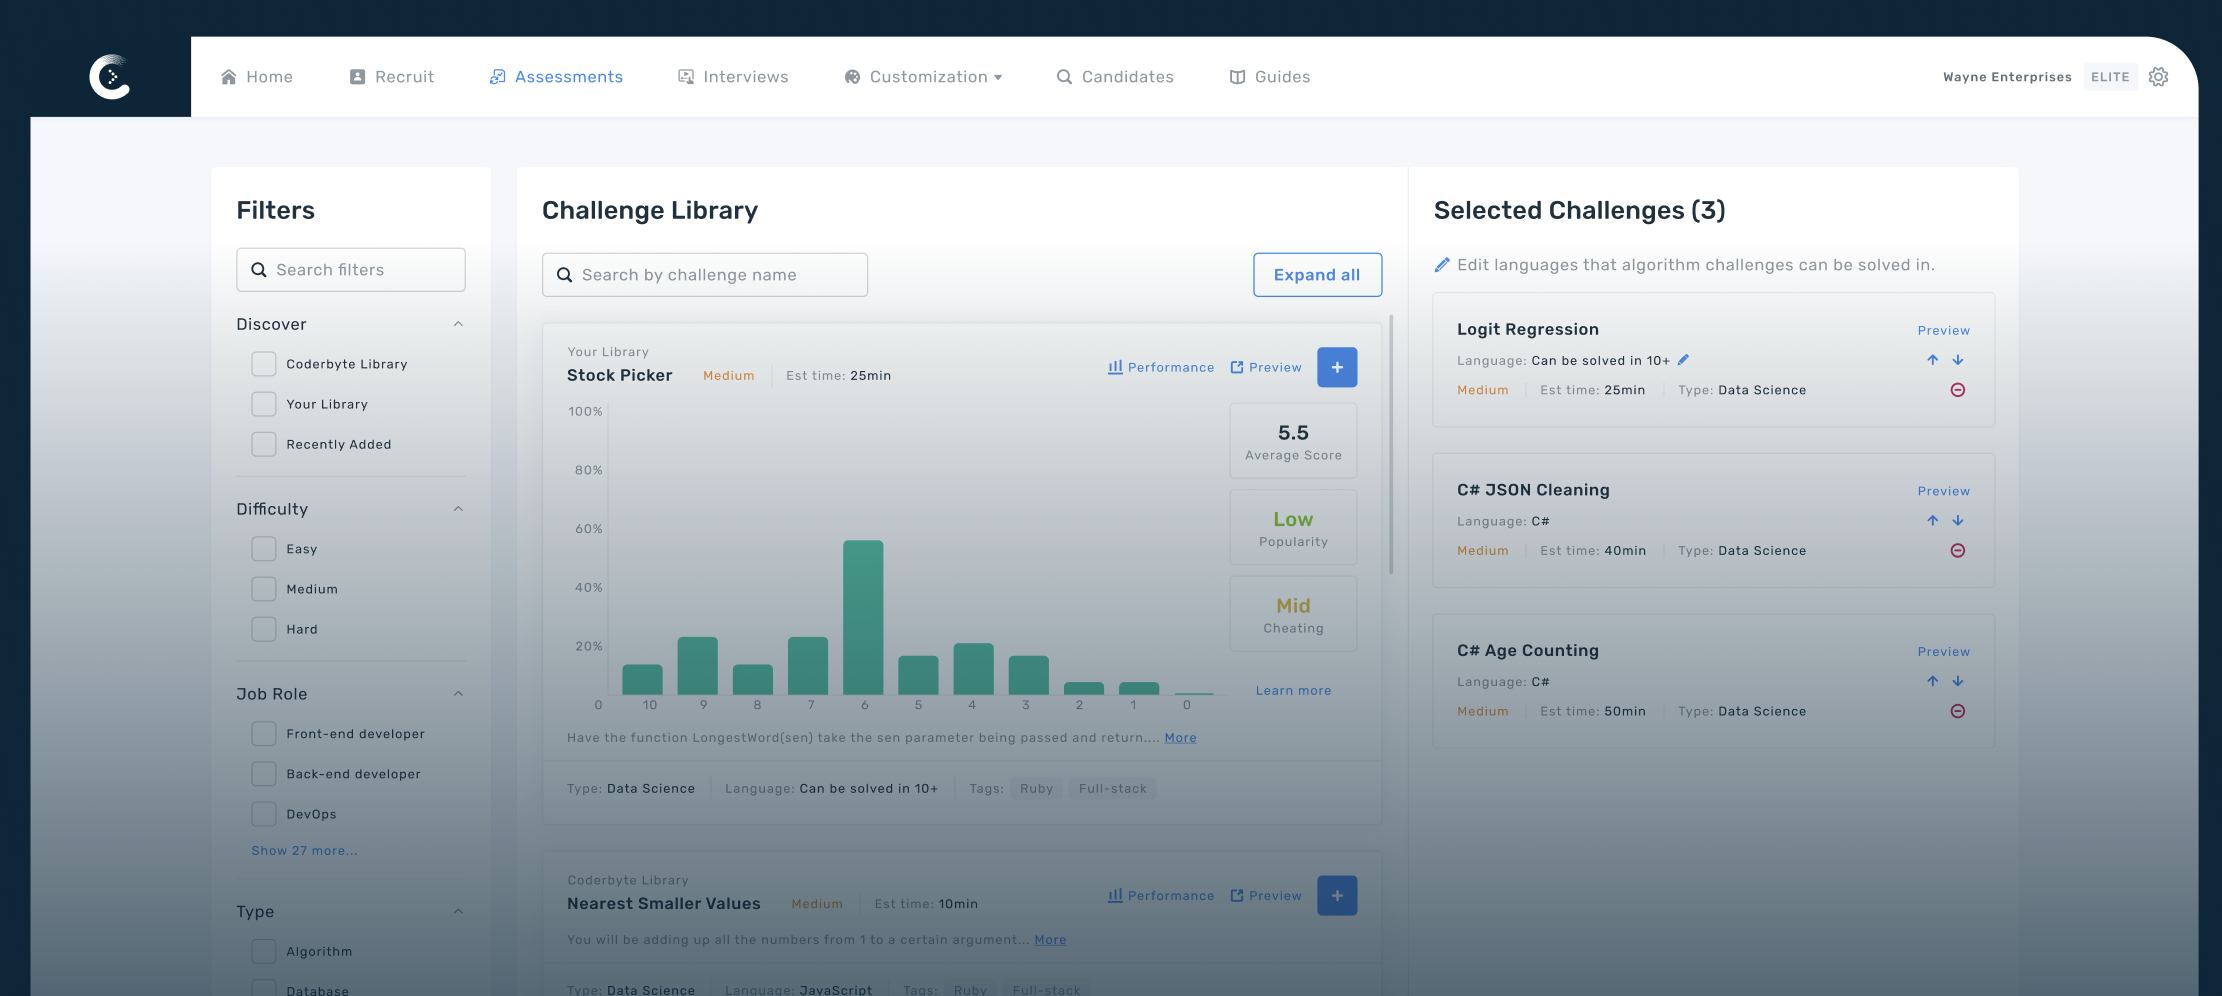 Home Recruit Assessments Interviews Customization Candidates Guides Wayne Enterprises ELITE
Filters
Search filters
Discover
Coderbyte Library
Your Library
Recently Added
Difficulty
Easy
Medium
Hard
Job Role
Front-end developer
Back-end developer
DevOps
Show 27 more...
Type
Algorithm
Database
Challenge Library
Search by challenge name Expand all
Your Library
Stock Picker Medium Est time: 25min Performance Preview +
100%
80%
60%
40%
20%
0 10 9 8 7 6 5 4 3 2 1 0
5.5
Average Score
Low
Popularity
Mid
Cheating
Learn more
Have the function LongestWord(sen) take the sen parameter being passed and return.... More
Type: Data Science Language: Can be solved in 10+ Tags: Ruby Full-stack
Coderbyte Library
Nearest Smaller Values Medium Est time: 10min Performance Preview +
You will be adding up all the numbers from 1 to a certain argument... More
Type: Data Science Language: JavaScript Tags: Ruby Full-stack
Selected Challenges (3)
Edit languages that algorithm challenges can be solved in.
Logit Regression Preview
Language: Can be solved in 10+
Medium Est time: 25min Type: Data Science
C# JSON Cleaning Preview
Language: C#
Medium Est time: 40min Type: Data Science
C# Age Counting Preview
Language: C#
Medium Est time: 50min Type: Data Science